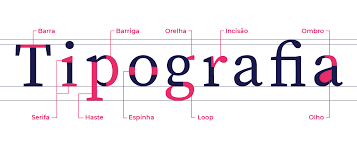 Barra Barriga Orelha Incisão Ombro
Tipografia
Serifa Haste Espinha Loop Olho